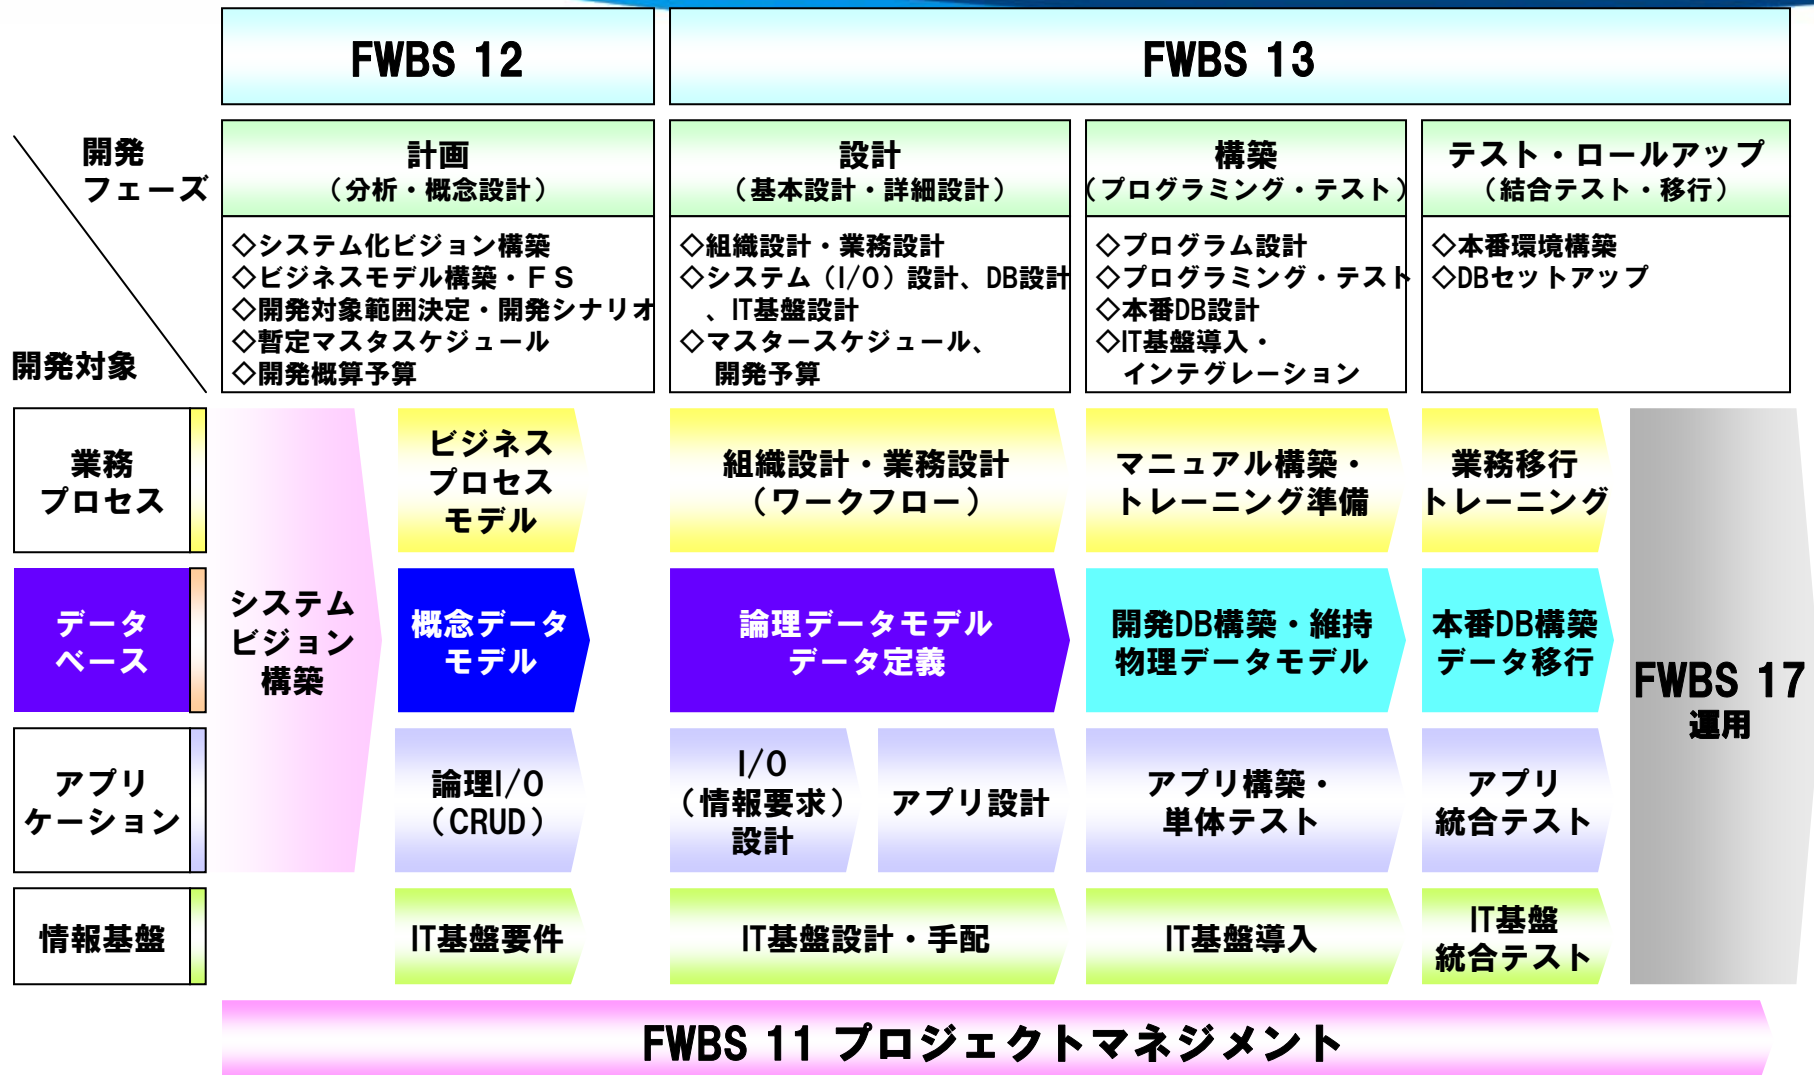 FWBS 12
FWBS 13
開発
フェーズ
開発対象
計画
（分析・概念設計）
◇システム化ビジョン構築
◇ビジネスモデル構築・ＦＳ
◇開発対象範囲決定・開発シナリオ
◇暫定マスタスケジュール
◇開発概算予算
設計
（基本設計・詳細設計）
◇組織設計・業務設計
◇システム（I/O）設計、DB設計
、IT基盤設計
◇マスタースケジュール、
開発予算
構築
（プログラミング・テスト）
◇プログラム設計
◇プログラミング・テスト
◇本番DB設計
◇IT基盤導入・
インテグレーション
テスト・ロールアップ
（結合テスト・移行）
◇本番環境構築
◇DBセットアップ
業務
プロセス
ビジネス
プロセス
モデル
組織設計・業務設計
（ワークフロー）
マニュアル構築・
トレーニング準備
業務移行
トレーニング
データ
ベース
システム
ビジョン
構築
概念データ
モデル
論理データモデル
データ定義
開発DB構築・維持
物理データモデル
本番DB構築
データ移行
FWBS 17
運用
アプリ
ケーション
論理I/O
（CRUD）
I/O
（情報要求）
設計
アプリ設計
アプリ構築・
単体テスト
アプリ
統合テスト
情報基盤
IT基盤要件
IT基盤設計・手配
IT基盤導入
IT基盤
統合テスト
FWBS 11 プロジェクトマネジメント